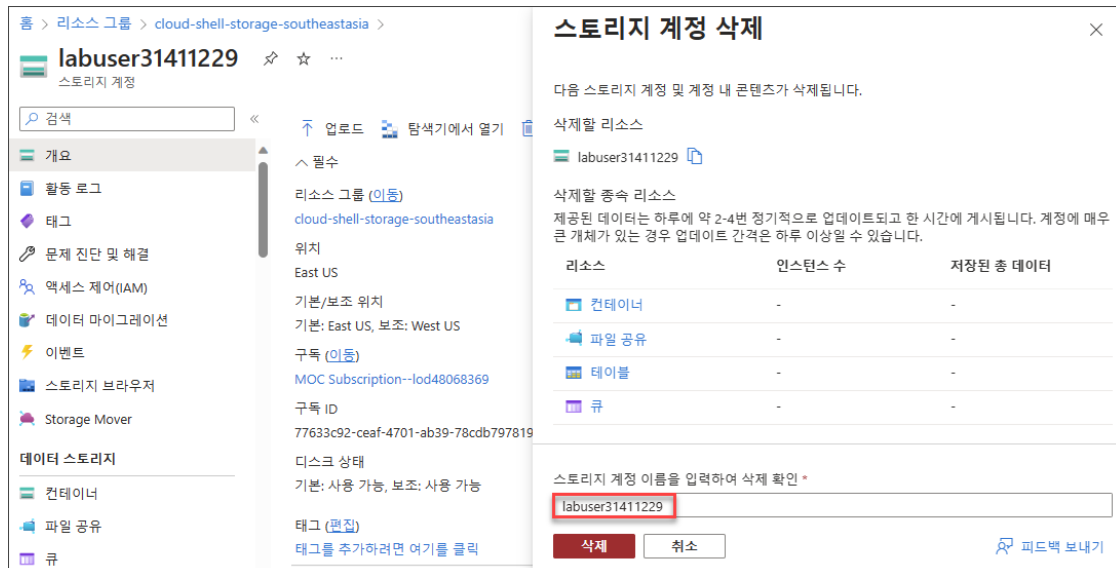 홈 > 리소스 그룹 > cloud-shell-storage-southeastasia >
labuser31411229
스토리지 계정
검색
개요
활동 로그
태그
문제 진단 및 해결
액세스 제어(IAM)
데이터 마이그레이션
이벤트
스토리지 브라우저
Storage Mover
데이터 스토리지
컨테이너
파일 공유
큐
업로드 탐색기에서 열기
필수
리소스 그룹 (이동)
cloud-shell-storage-southeastasia
위치
East US
기본/보조 위치
기본: East US, 보조: West US
구독 (이동)
MOC Subscription--lod48068369
구독 ID
77633c92-ceaf-4701-ab39-78cdb797819
디스크 상태
기본: 사용 가능, 보조: 사용 가능
태그 (편집)
태그를 추가하려면 여기를 클릭
스토리지 계정 삭제
다음 스토리지 계정 및 계정 내 콘텐츠가 삭제됩니다.
삭제할 리소스
labuser31411229
삭제할 종속 리소스
제공된 데이터는 하루에 약 2-4번 정기적으로 업데이트되고 한 시간에 게시됩니다. 계정에 매우
큰 개체가 있는 경우 업데이트 간격은 하루 이상일 수 있습니다.
리소스 인스턴스 수 저장된 총 데이터
컨테이너 - -
파일 공유 - -
테이블 - -
큐 - -
스토리지 계정 이름을 입력하여 삭제 확인 *
labuser31411229
삭제 취소 피드백 보내기